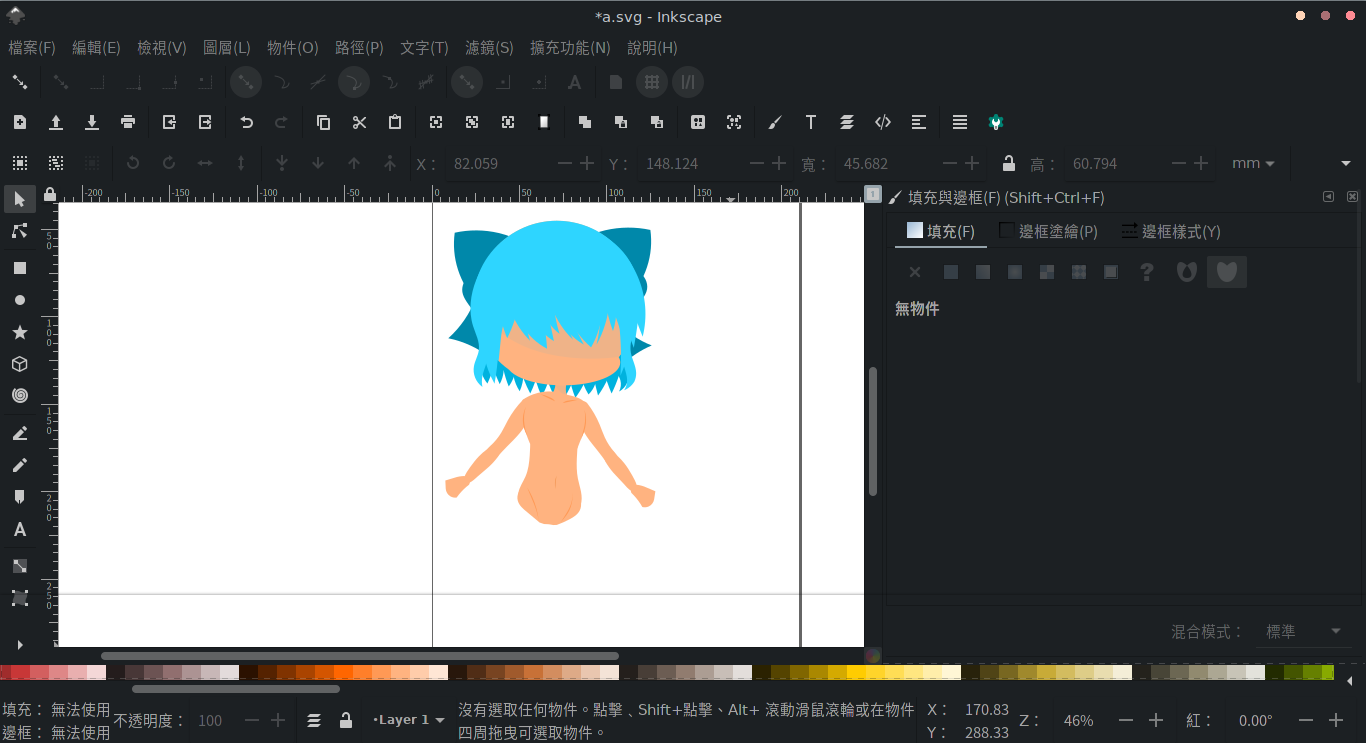 *a.svg - Inkscape
檔案(F) 編輯(E) 檢視(V) 圖層(L) 物件(O) 路徑(P) 文字(T) 濾鏡(S) 擴充功能(N) 說明(H)
X： 82.059 Y： 148.124 寬： 45.682 高： 60.794 mm
-200 -150 -100 -50 0 50 100 150 200
1
填充與邊框(F) (Shift+Ctrl+F)
填充(F) 邊框塗繪(P) 邊框樣式(Y)
無物件
50
100
150
200
250
混合模式： 標準
填充： 無法使用
邊框： 無法使用
不透明度： 100
•Layer 1
沒有選取任何物件。點擊﹑Shift+點擊、Alt+ 滾動滑鼠滾輪或在物件
四周拖曳可選取物件。
X： 170.83
Y： 288.33
Z： 46%
紅： 0.00°